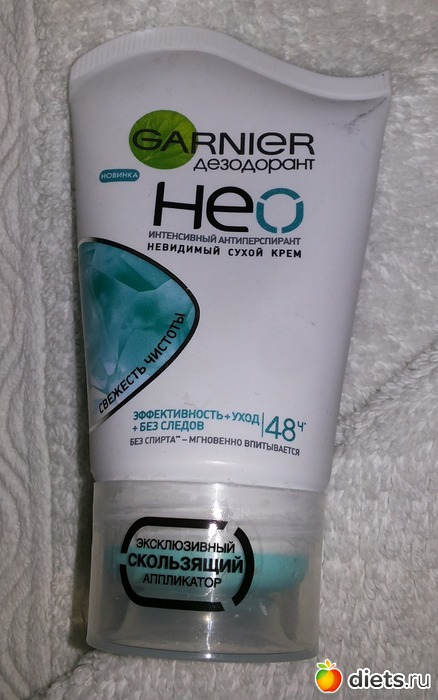 GARNIER
дезодорант
НОВИНКА
Нео
ИНТЕНСИВНЫЙ АНТИПЕРСПИРАНТ
НЕВИДИМЫЙ СУХОЙ КРЕМ
СВЕЖЕСТЬ ЧИСТОТЫ
ЭФФЕКТИВНОСТЬ + УХОД
+ БЕЗ СЛЕДОВ
48Ч*
БЕЗ СПИРТА** – МГНОВЕННО ВПИТЫВАЕТСЯ
ЭКСКЛЮЗИВНЫЙ
СКОЛЬЗЯЩИЙ
АППЛИКАТОР
diets.ru